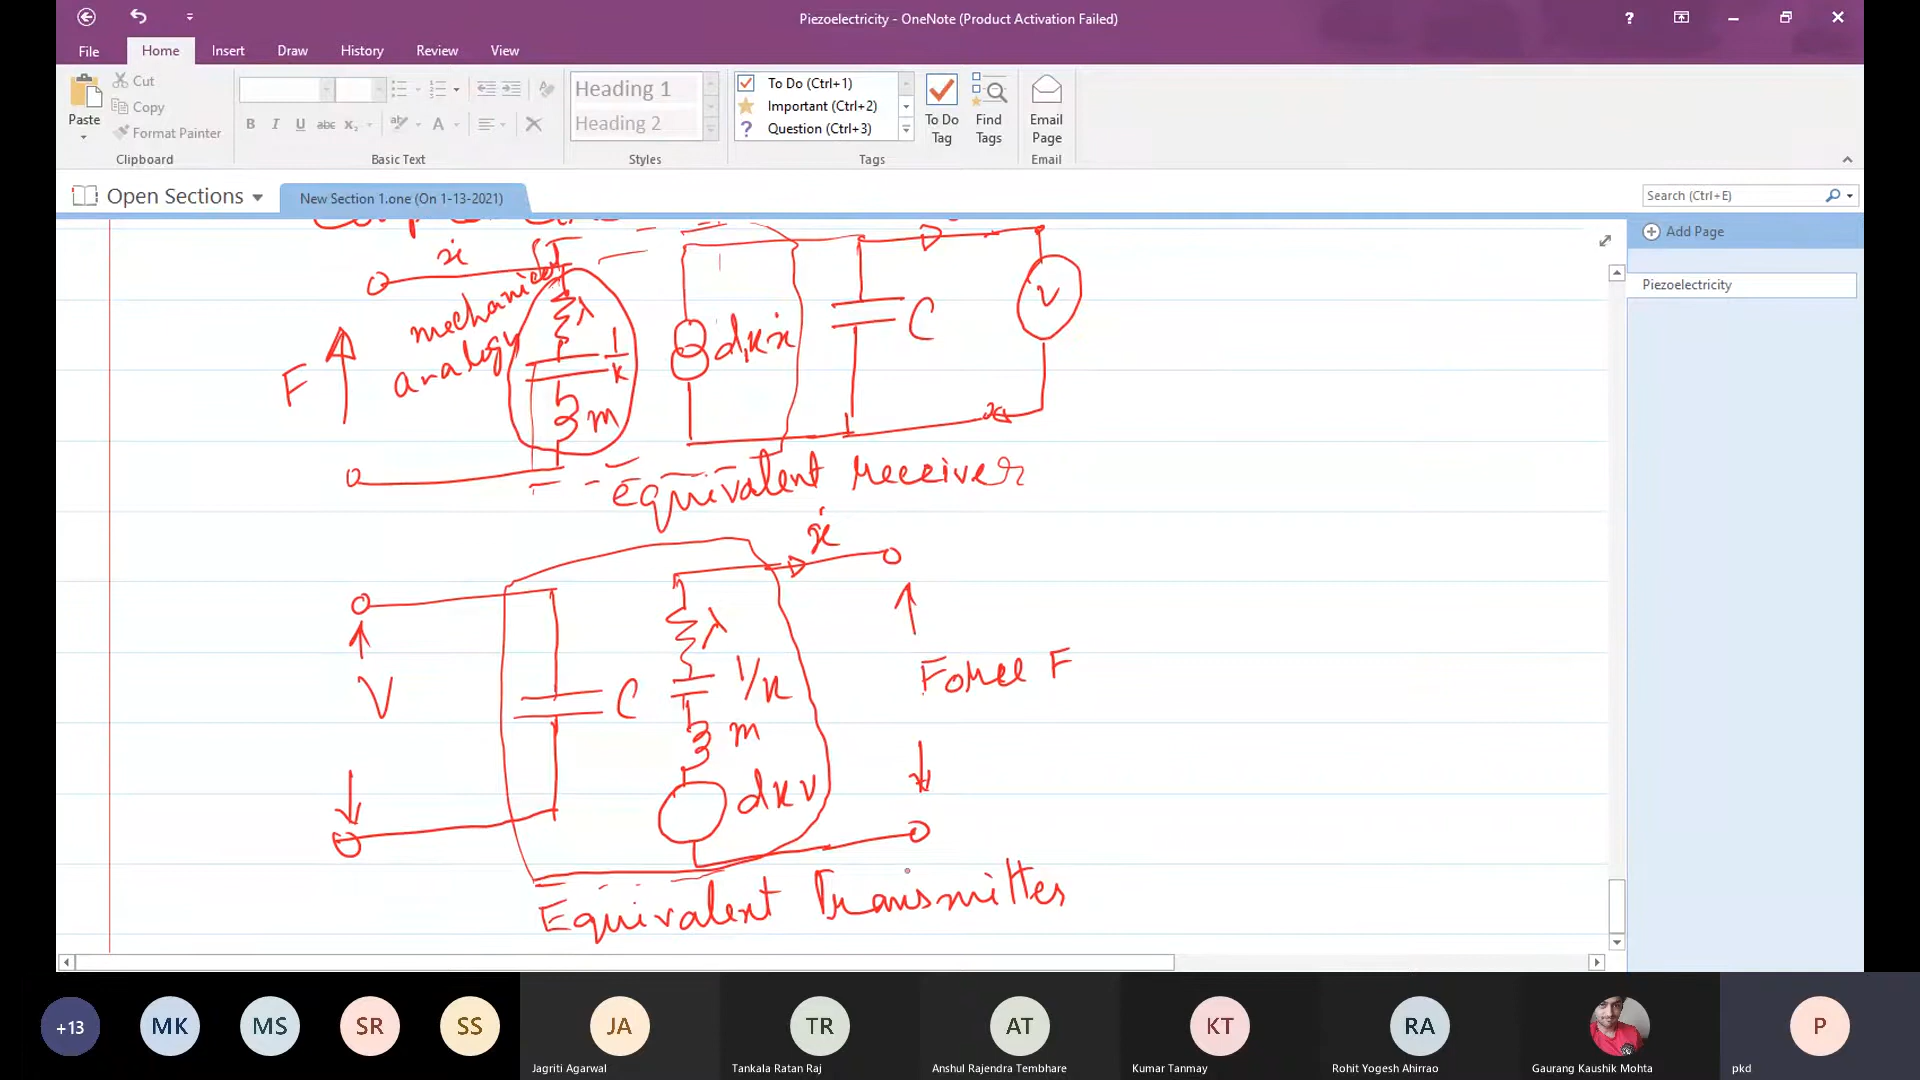 Piezoelectricity - OneNote (Product Activation Failed)
?
File Home Insert Draw History Review View
Paste
Cut
Copy
Format Painter
Clipboard
B I U abc x₂ A
Basic Text
Heading 1
Heading 2
Styles
To Do (Ctrl+1)
Important (Ctrl+2)
? Question (Ctrl+3)
Tags
To Do Tag
Find Tags
Email Page
Email
Open Sections
New Section 1.one (On 1-13-2021)
Search (Ctrl+E)
Add Page
Piezoelectricity
ẋ
F
mechanical
analogy
λ
1/k
m
dkẋ
C
V
equivalent receiver
ẋ
V
C
λ
1/k
m
dkv
Force F
Equivalent Transmitter
+13
MK
MS
SR
SS
JA
Jagriti Agarwal
TR
Tankala Ratan Raj
AT
Anshul Rajendra Tembhare
KT
Kumar Tanmay
RA
Rohit Yogesh Ahirrao
Gaurang Kaushik Mohta
P
pkd